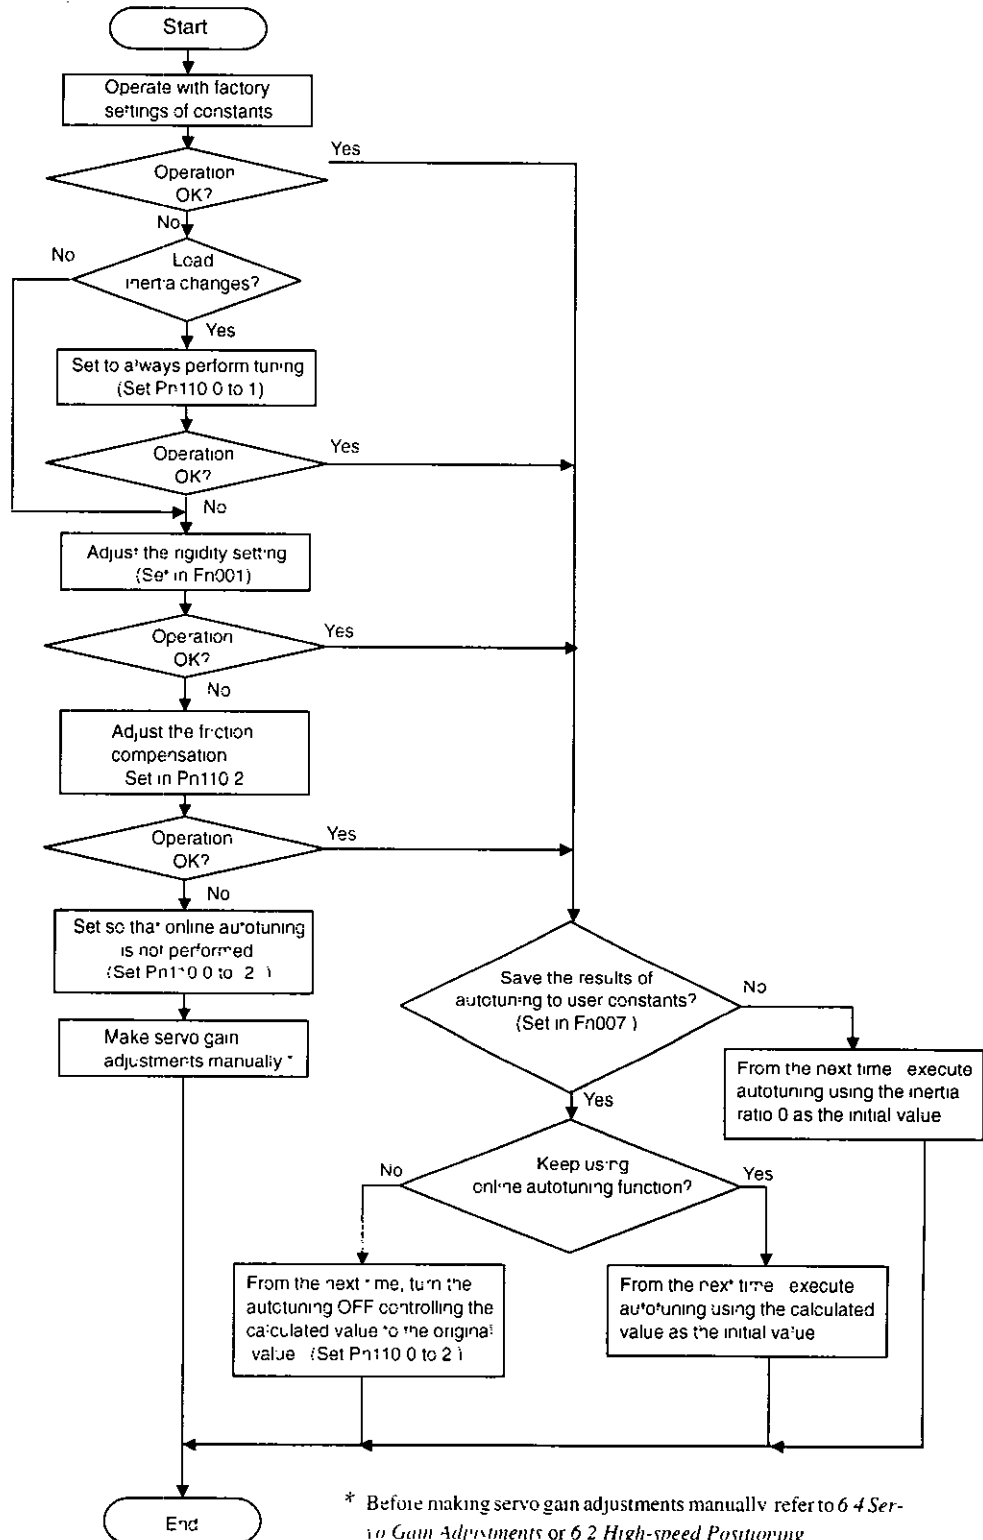 Start
Operate with factory
settings of constants
Yes
Operation
OK?
No
No
Load
inertia changes?
Yes
Set to always perform tuning
(Set Pn110 0 to 1)
Operation
OK?
Yes
No
Adjust the rigidity setting
(Set in Fn001)
Operation
OK?
Yes
No
Adjust the friction
compensation
Set in Pn110 2
Operation
OK?
Yes
No
Set so that online autotuning
is not performed
(Set Pn110 0 to 2 )
Make servo gain
adjustments manually *
Save the results of
autotuning to user constants?
(Set in Fn007 )
No
From the next time execute
autotuning using the inertia
ratio 0 as the initial value
Yes
Keep using
online autotuning function?
No
Yes
From the next time, turn the
autotuning OFF controlling the
calculated value to the original
value (Set Pn110 0 to 2 )
From the next time execute
autotuning using the calculated
value as the initial value
End
* Before making servo gain adjustments manually refer to 6 4 Ser-
vo Gain Adjustments or 6 2 High-speed Positioning